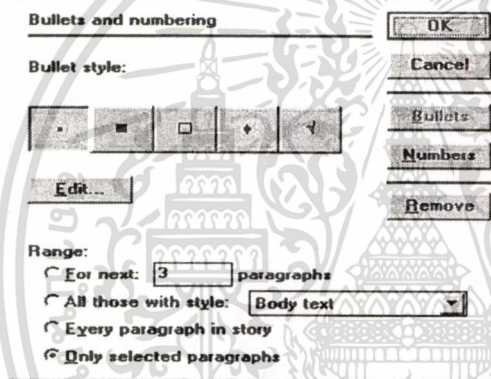 Bullets and numbering
OK
Bullet style:
Cancel
Bullets
Numbers
Edit...
Remove
Range:
For next: 3 paragraphs
All those with style: Body text
Every paragraph in story
Only selected paragraphs